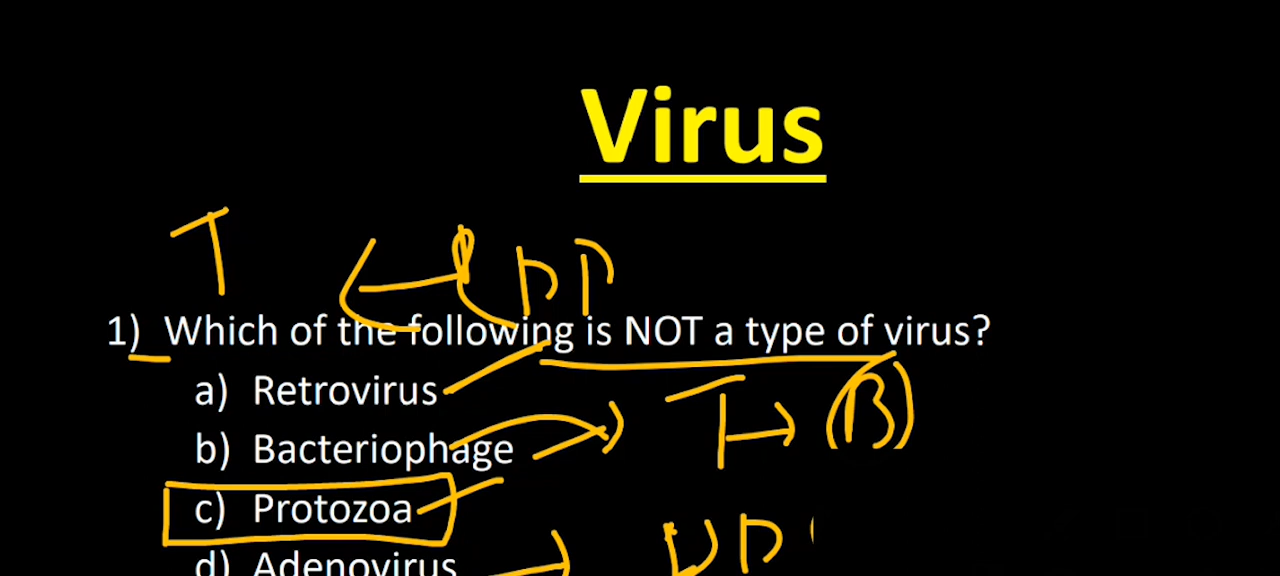 Virus
T
1) Which of the following is NOT a type of virus?
a) Retrovirus
b) Bacteriophage
T → (B)
c) Protozoa
d) Adenovirus